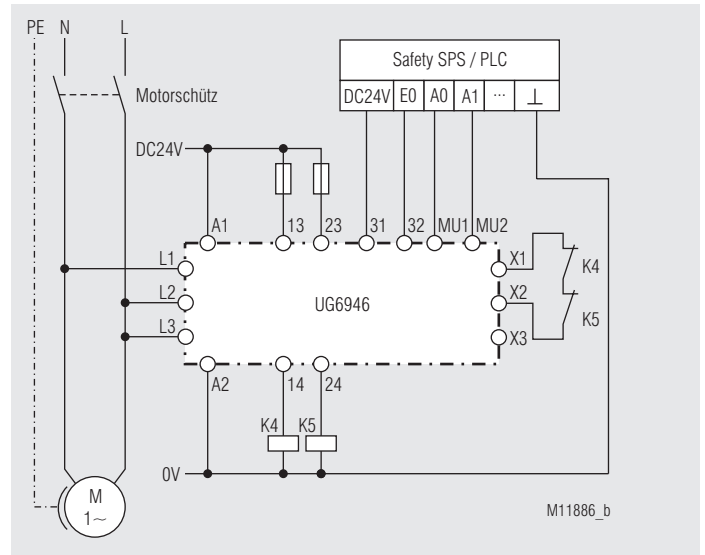 PE N L
Safety SPS / PLC
DC24V E0 A0 A1 ... ⊥
Motorschütz
DC24V
A1 13 23 31 32 MU1 MU2
L1 X1
K4
L2 UG6946 X2
K5
L3 X3
A2 14 24
K4 K5
0V
M
1~
M11886_b